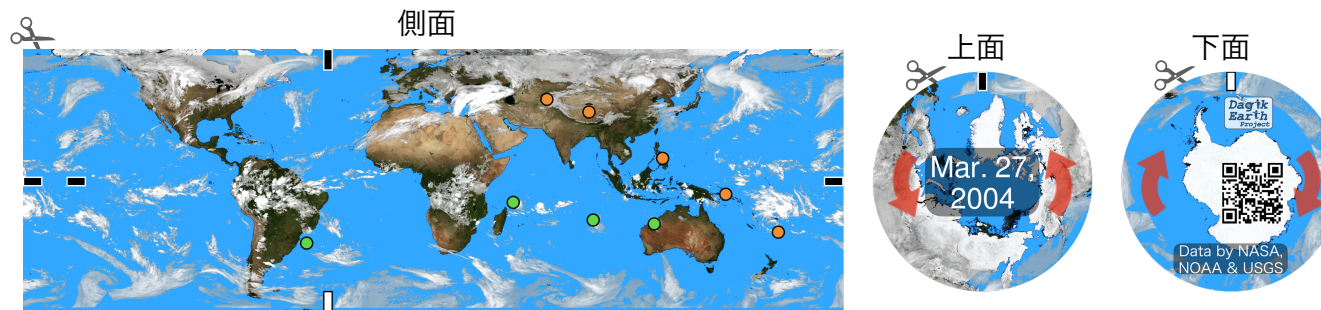 側面
上面
Mar. 27,
2004
下面
Dagik
Earth
Project
Data by NASA,
NOAA & USGS